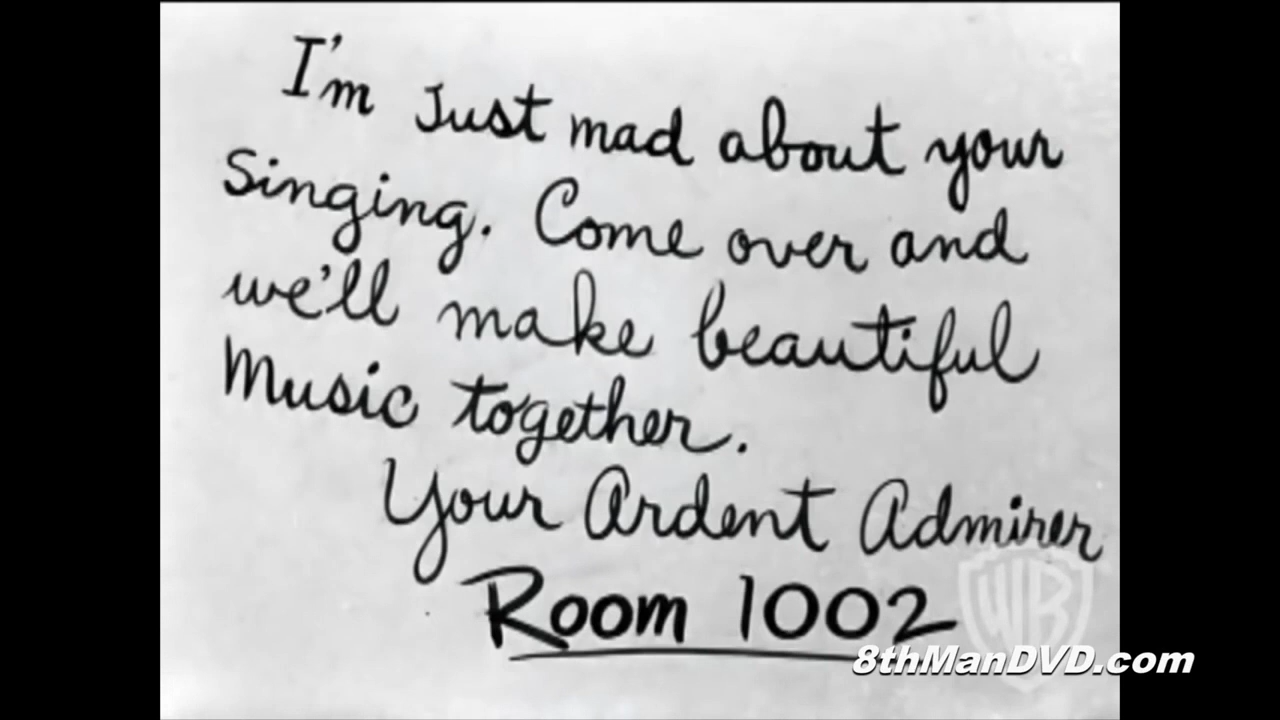 I'm Just mad about your
Singing. Come over and
we'll make beautiful
Music together.
Your Ardent Admirer
Room 1002
WB
8thManDVD.com